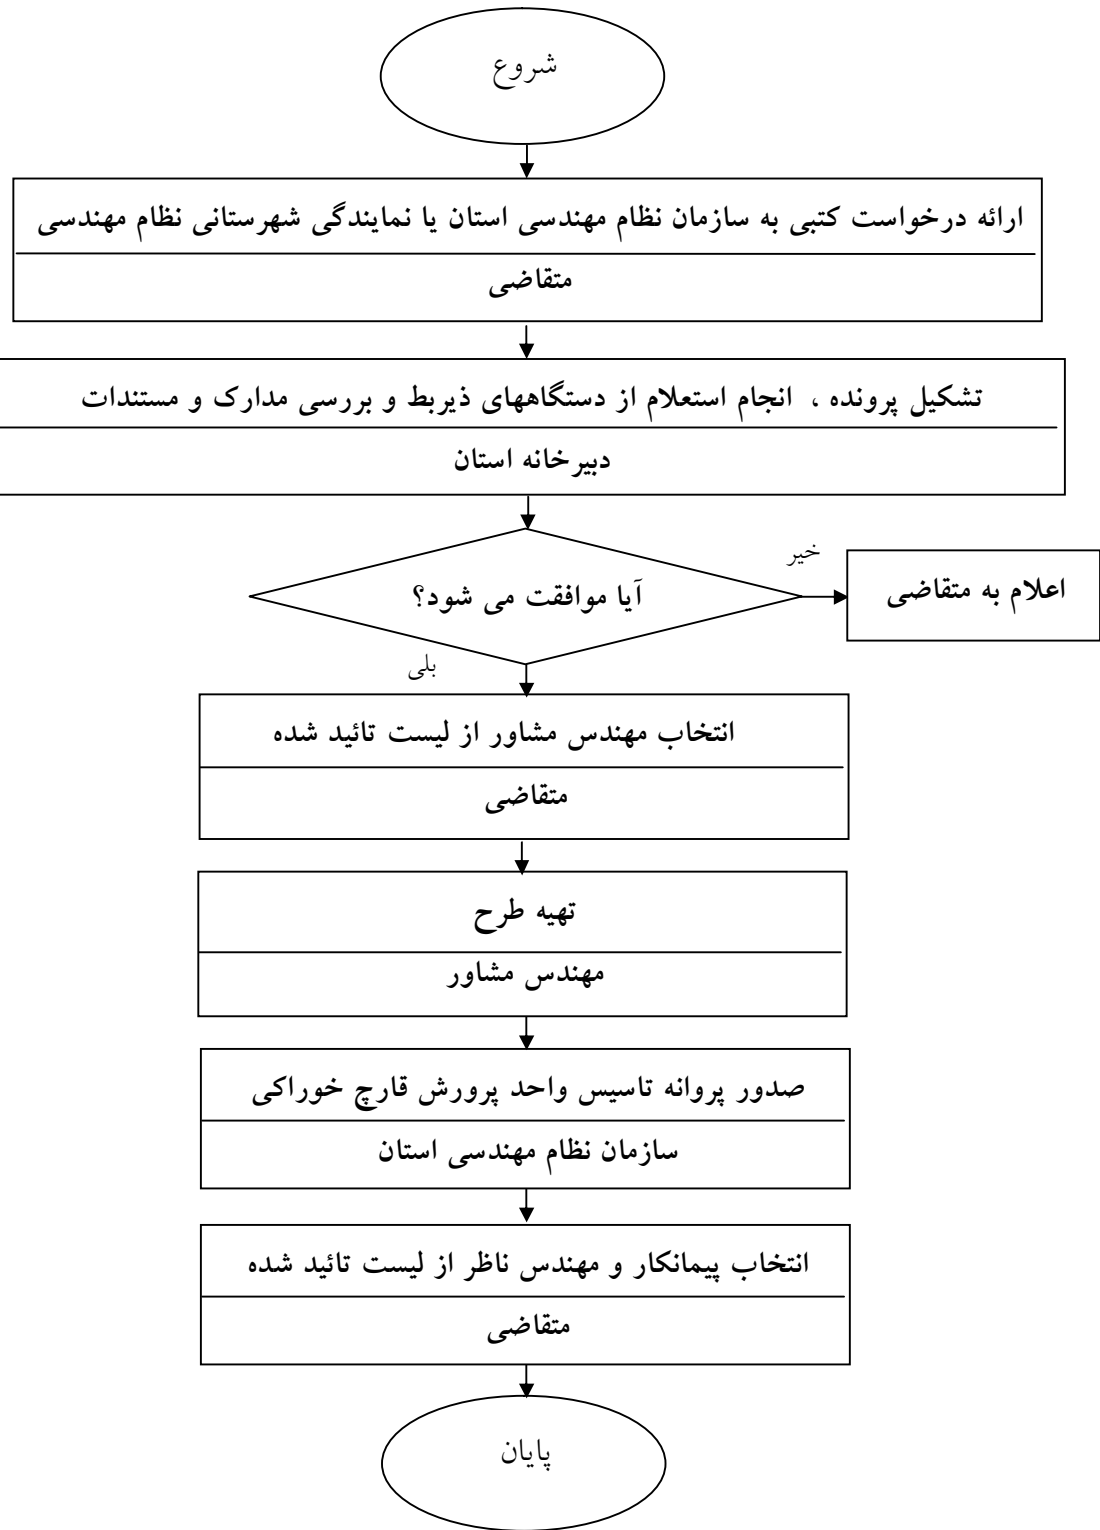 شروع
ارائه درخواست کتبی به سازمان نظام مهندسی استان یا نمایندگی شهرستانی نظام مهندسی
متقاضی
تشکیل پرونده ، انجام استعلام از دستگاههای ذیربط و بررسی مدارک و مستندات
دبیرخانه استان
آیا موافقت می شود؟
خیر
اعلام به متقاضی
بلی
انتخاب مهندس مشاور از لیست تائید شده
متقاضی
تهیه طرح
مهندس مشاور
صدور پروانه تاسیس واحد پرورش قارچ خوراکی
سازمان نظام مهندسی استان
انتخاب پیمانکار و مهندس ناظر از لیست تائید شده
متقاضی
پایان